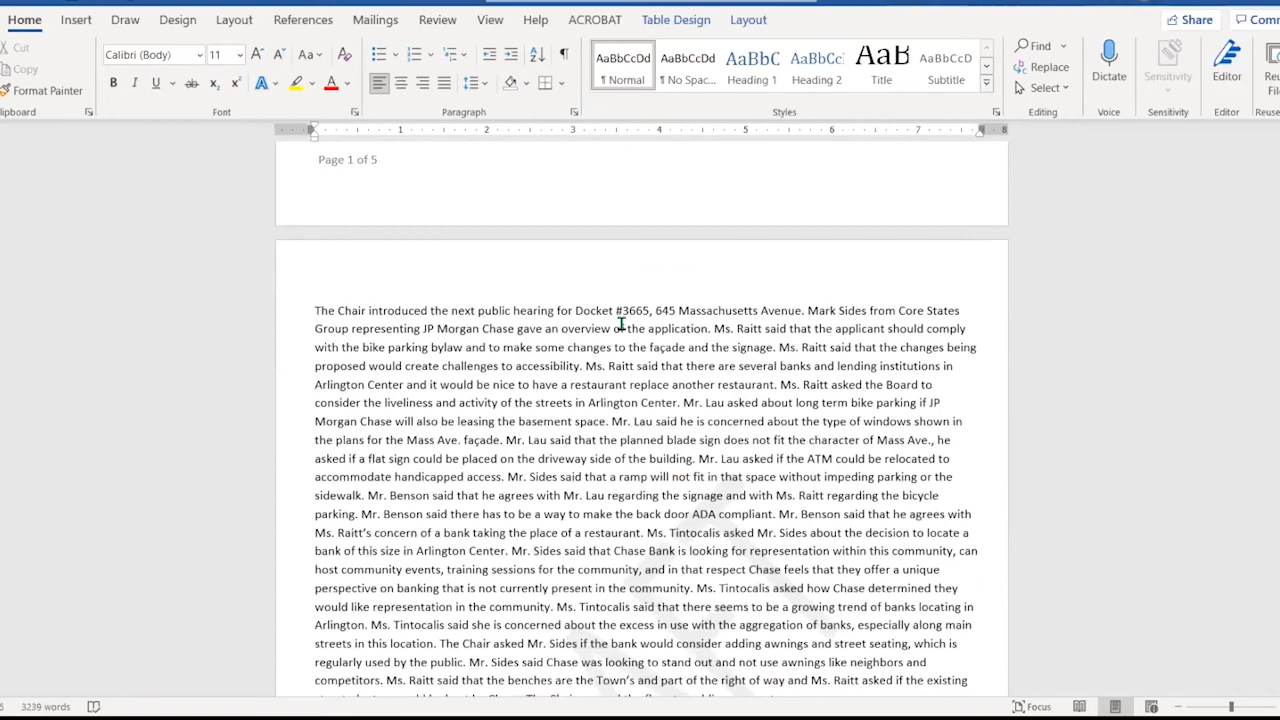 Home Insert Draw Design Layout References Mailings Review View Help ACROBAT Table Design Layout Share
Cut
Copy
Format Painter
Calibri (Body) 11
Aa
B I U ab x₂ x² A A
AaBbCcDd AaBbCcDd AaBbC AaBbCc AaB AaBbCcD
¶ Normal ¶ No Spac... Heading 1 Heading 2 Title Subtitle
Find
Replace
Select
Dictate Sensitivity Editor
Font Paragraph Styles Editing Voice Sensitivity Editor
1 2 3 4 5 6 7 8
Page 1 of 5
The Chair introduced the next public hearing for Docket #3665, 645 Massachusetts Avenue. Mark Sides from Core States
Group representing JP Morgan Chase gave an overview of the application. Ms. Raitt said that the applicant should comply
with the bike parking bylaw and to make some changes to the façade and the signage. Ms. Raitt said that the changes being
proposed would create challenges to accessibility. Ms. Raitt said that there are several banks and lending institutions in
Arlington Center and it would be nice to have a restaurant replace another restaurant. Ms. Raitt asked the Board to
consider the liveliness and activity of the streets in Arlington Center. Mr. Lau asked about long term bike parking if JP
Morgan Chase will also be leasing the basement space. Mr. Lau said he is concerned about the type of windows shown in
the plans for the Mass Ave. façade. Mr. Lau said that the planned blade sign does not fit the character of Mass Ave., he
asked if a flat sign could be placed on the driveway side of the building. Mr. Lau asked if the ATM could be relocated to
accommodate handicapped access. Mr. Sides said that a ramp will not fit in that space without impeding parking or the
sidewalk. Mr. Benson said that he agrees with Mr. Lau regarding the signage and with Ms. Raitt regarding the bicycle
parking. Mr. Benson said there has to be a way to make the back door ADA compliant. Mr. Benson said that he agrees with
Ms. Raitt's concern of a bank taking the place of a restaurant. Ms. Tintocalis asked Mr. Sides about the decision to locate a
bank of this size in Arlington Center. Mr. Sides said that Chase Bank is looking for representation within this community, can
host community events, training sessions for the community, and in that respect Chase feels that they offer a unique
perspective on banking that is not currently present in the community. Ms. Tintocalis asked how Chase determined they
would like representation in the community. Ms. Tintocalis said that there seems to be a growing trend of banks locating in
Arlington. Ms. Tintocalis said she is concerned about the excess in use with the aggregation of banks, especially along main
streets in this location. The Chair asked Mr. Sides if the bank would consider adding awnings and street seating, which is
regularly used by the public. Mr. Sides said Chase was looking to stand out and not use awnings like neighbors and
competitors. Ms. Raitt said that the benches are the Town's and part of the right of way and Ms. Raitt asked if the existing
3239 words
Focus